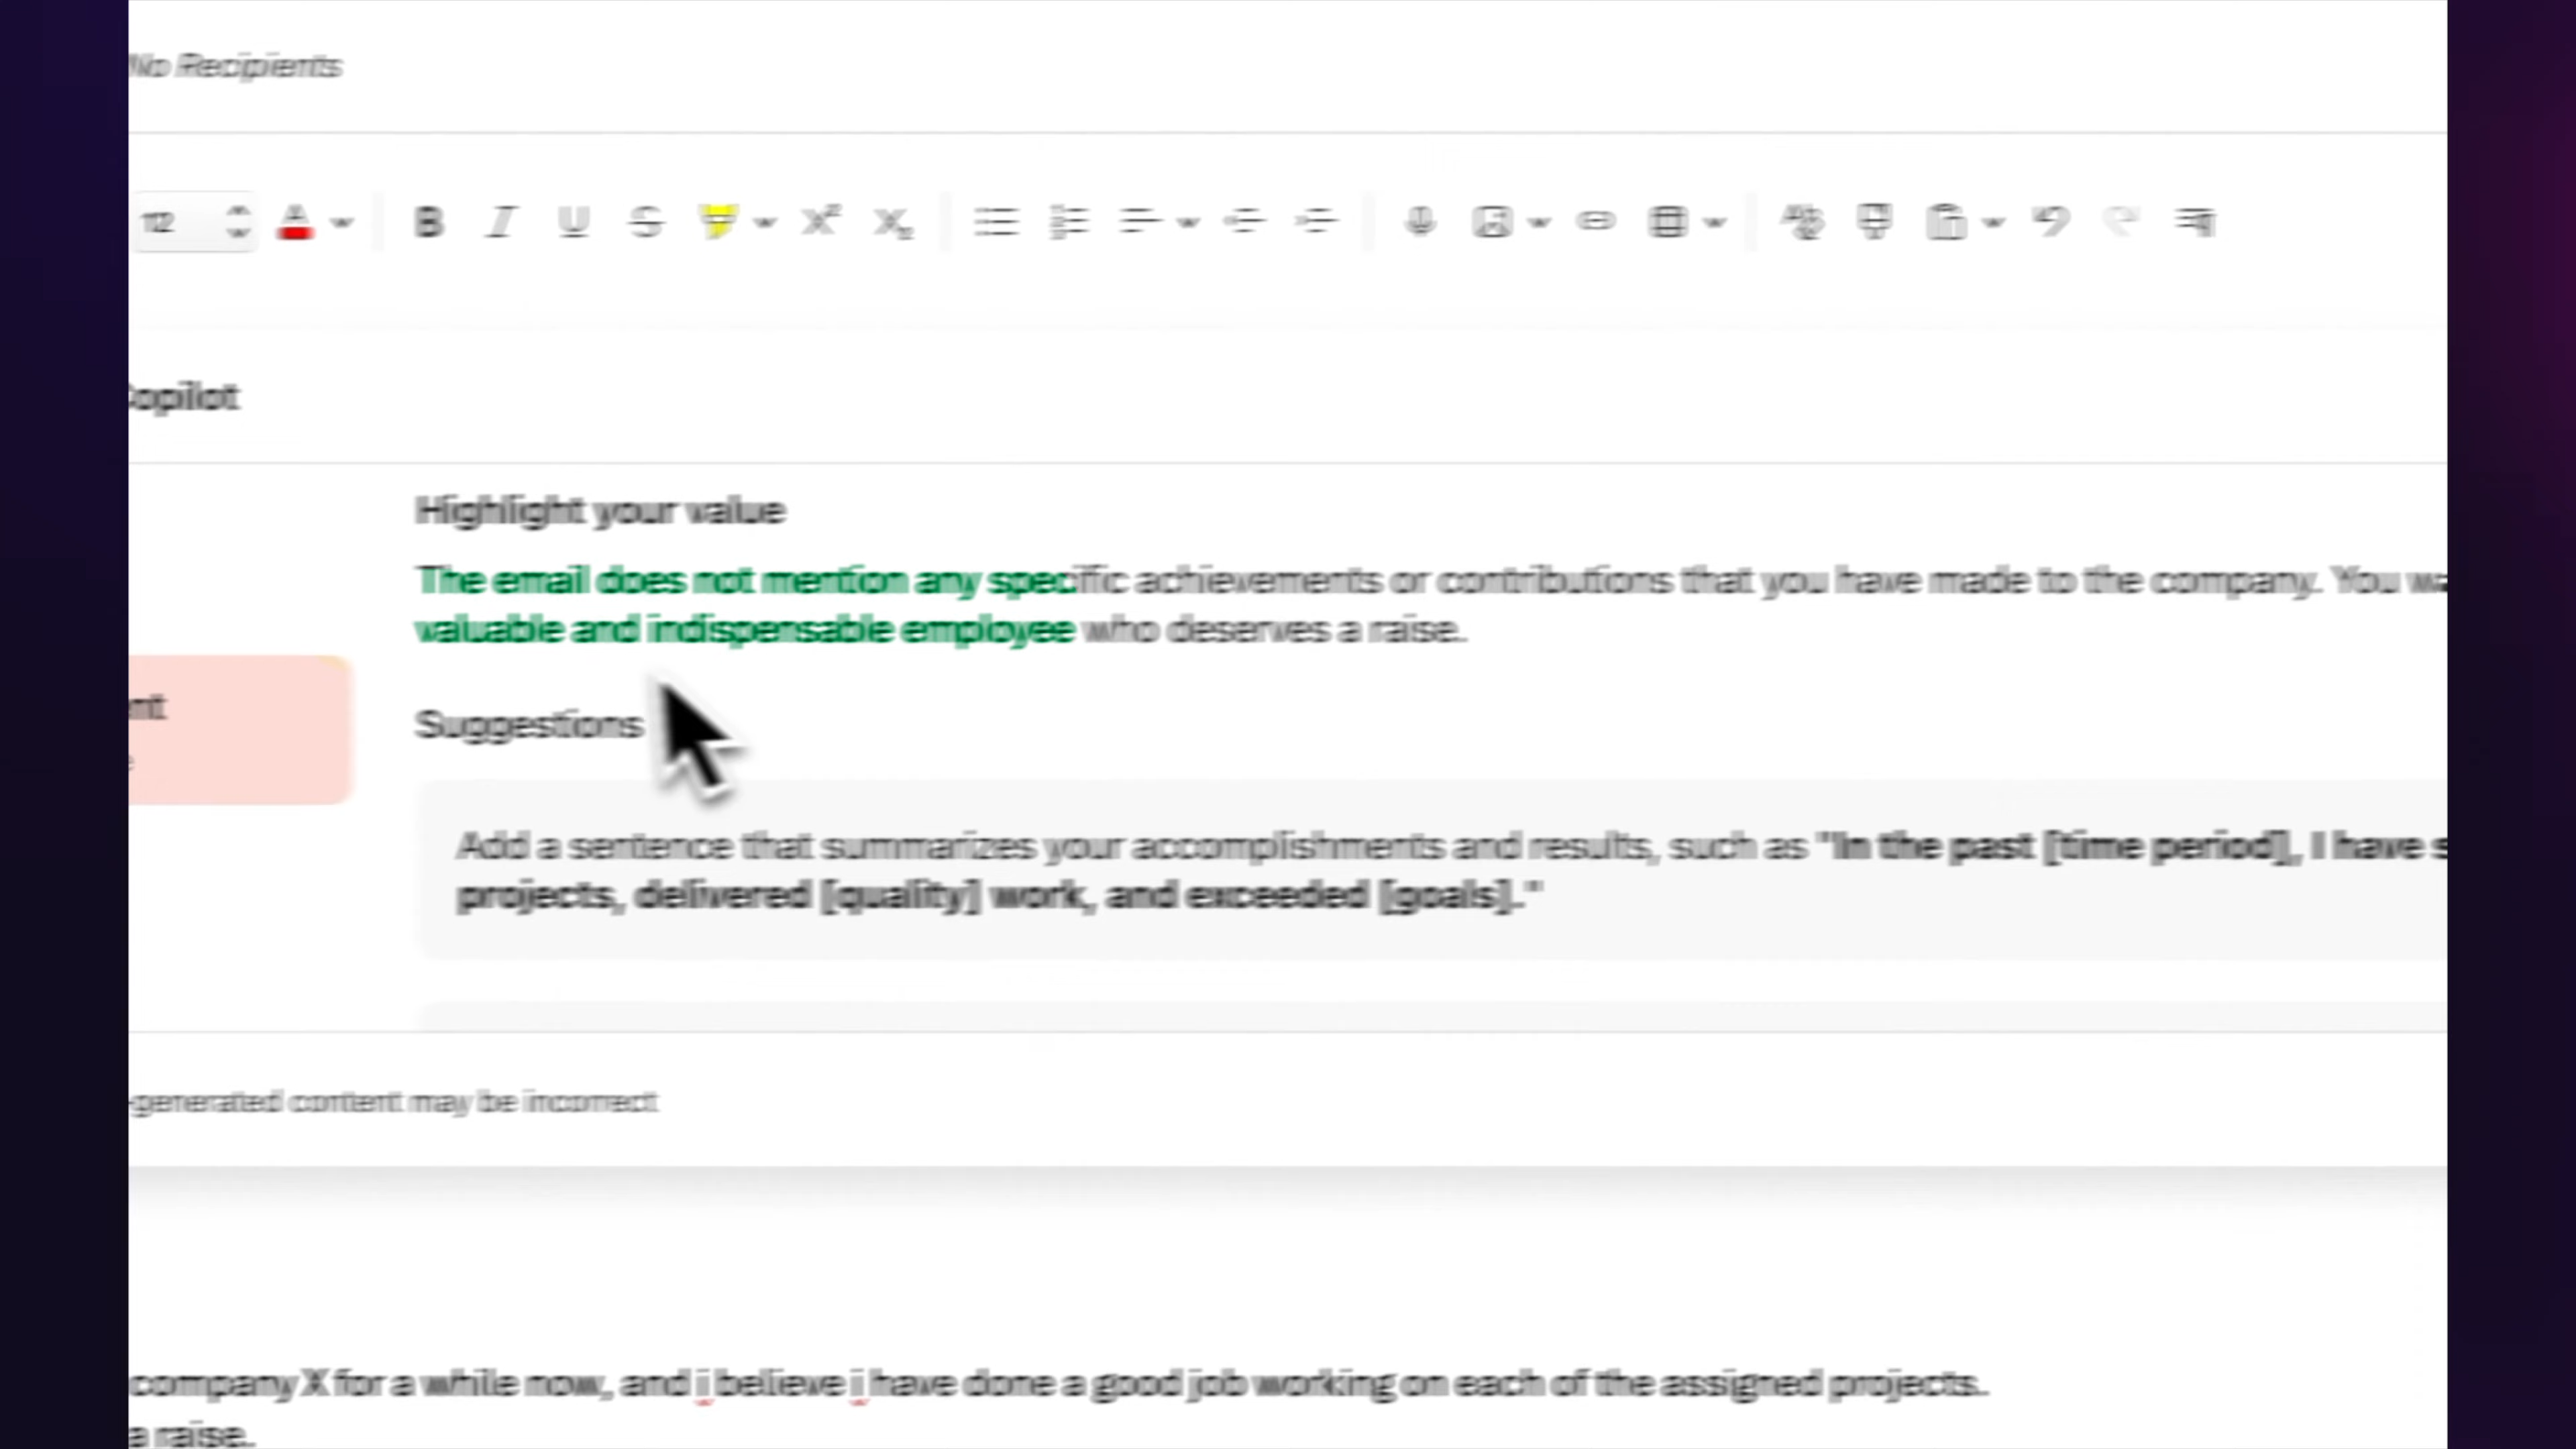 No Recipients
12
Copilot
Highlight your value
The email does not mention any specific achievements or contributions that you have made to the company. You
valuable and indispensable employee who deserves a raise.
nt
Suggestions
Add a sentence that summarizes your accomplishments and results, such as "In the past [time period], I have s
projects, delivered [quality] work, and exceeded [goals]."
-generated content may be incorrect
company X for a while now, and i believe i have done a good job working on each of the assigned projects.
a raise.